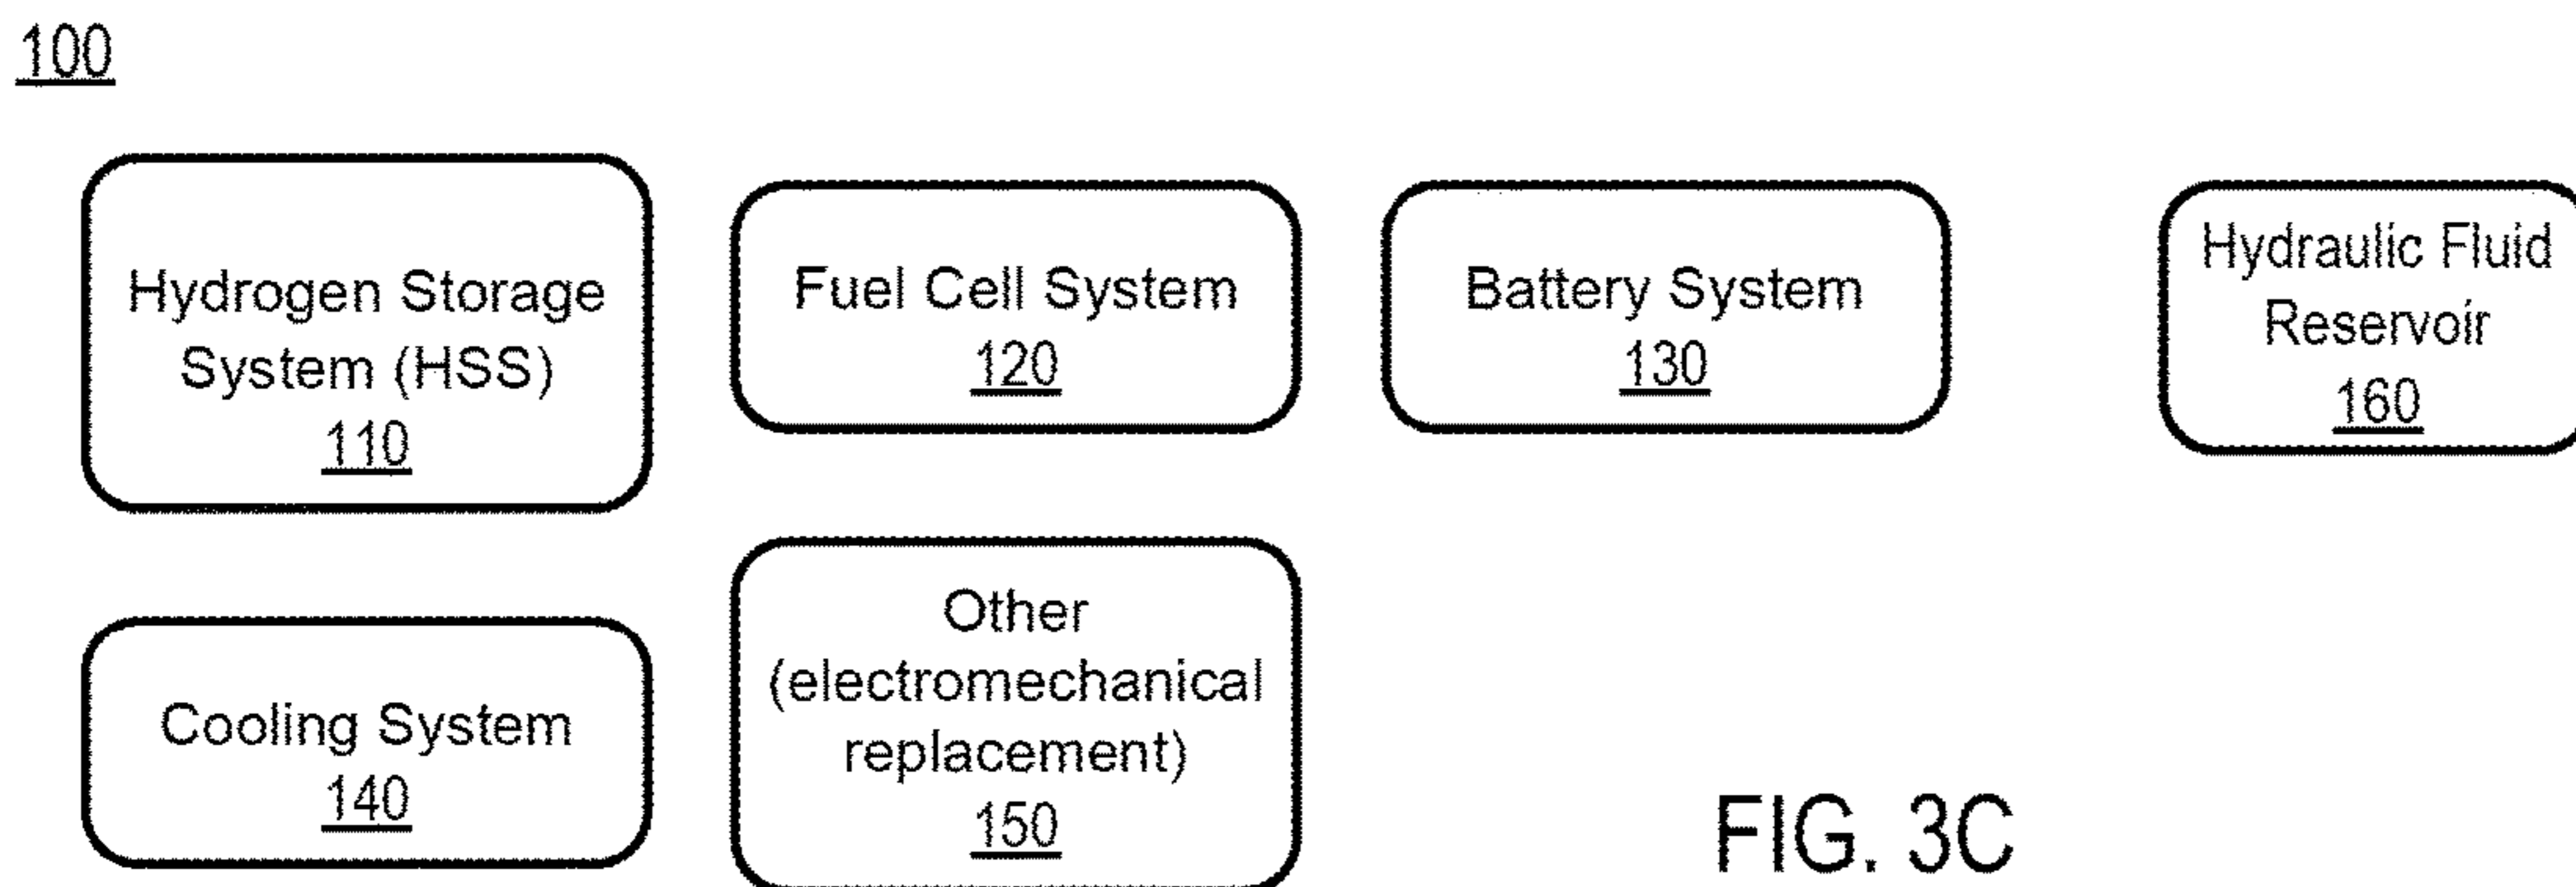 100
Hydrogen Storage
System (HSS)
110
Fuel Cell System
120
Battery System
130
Hydraulic Fluid
Reservoir
160
Cooling System
140
Other
(electromechanical
replacement)
150
FIG. 3C